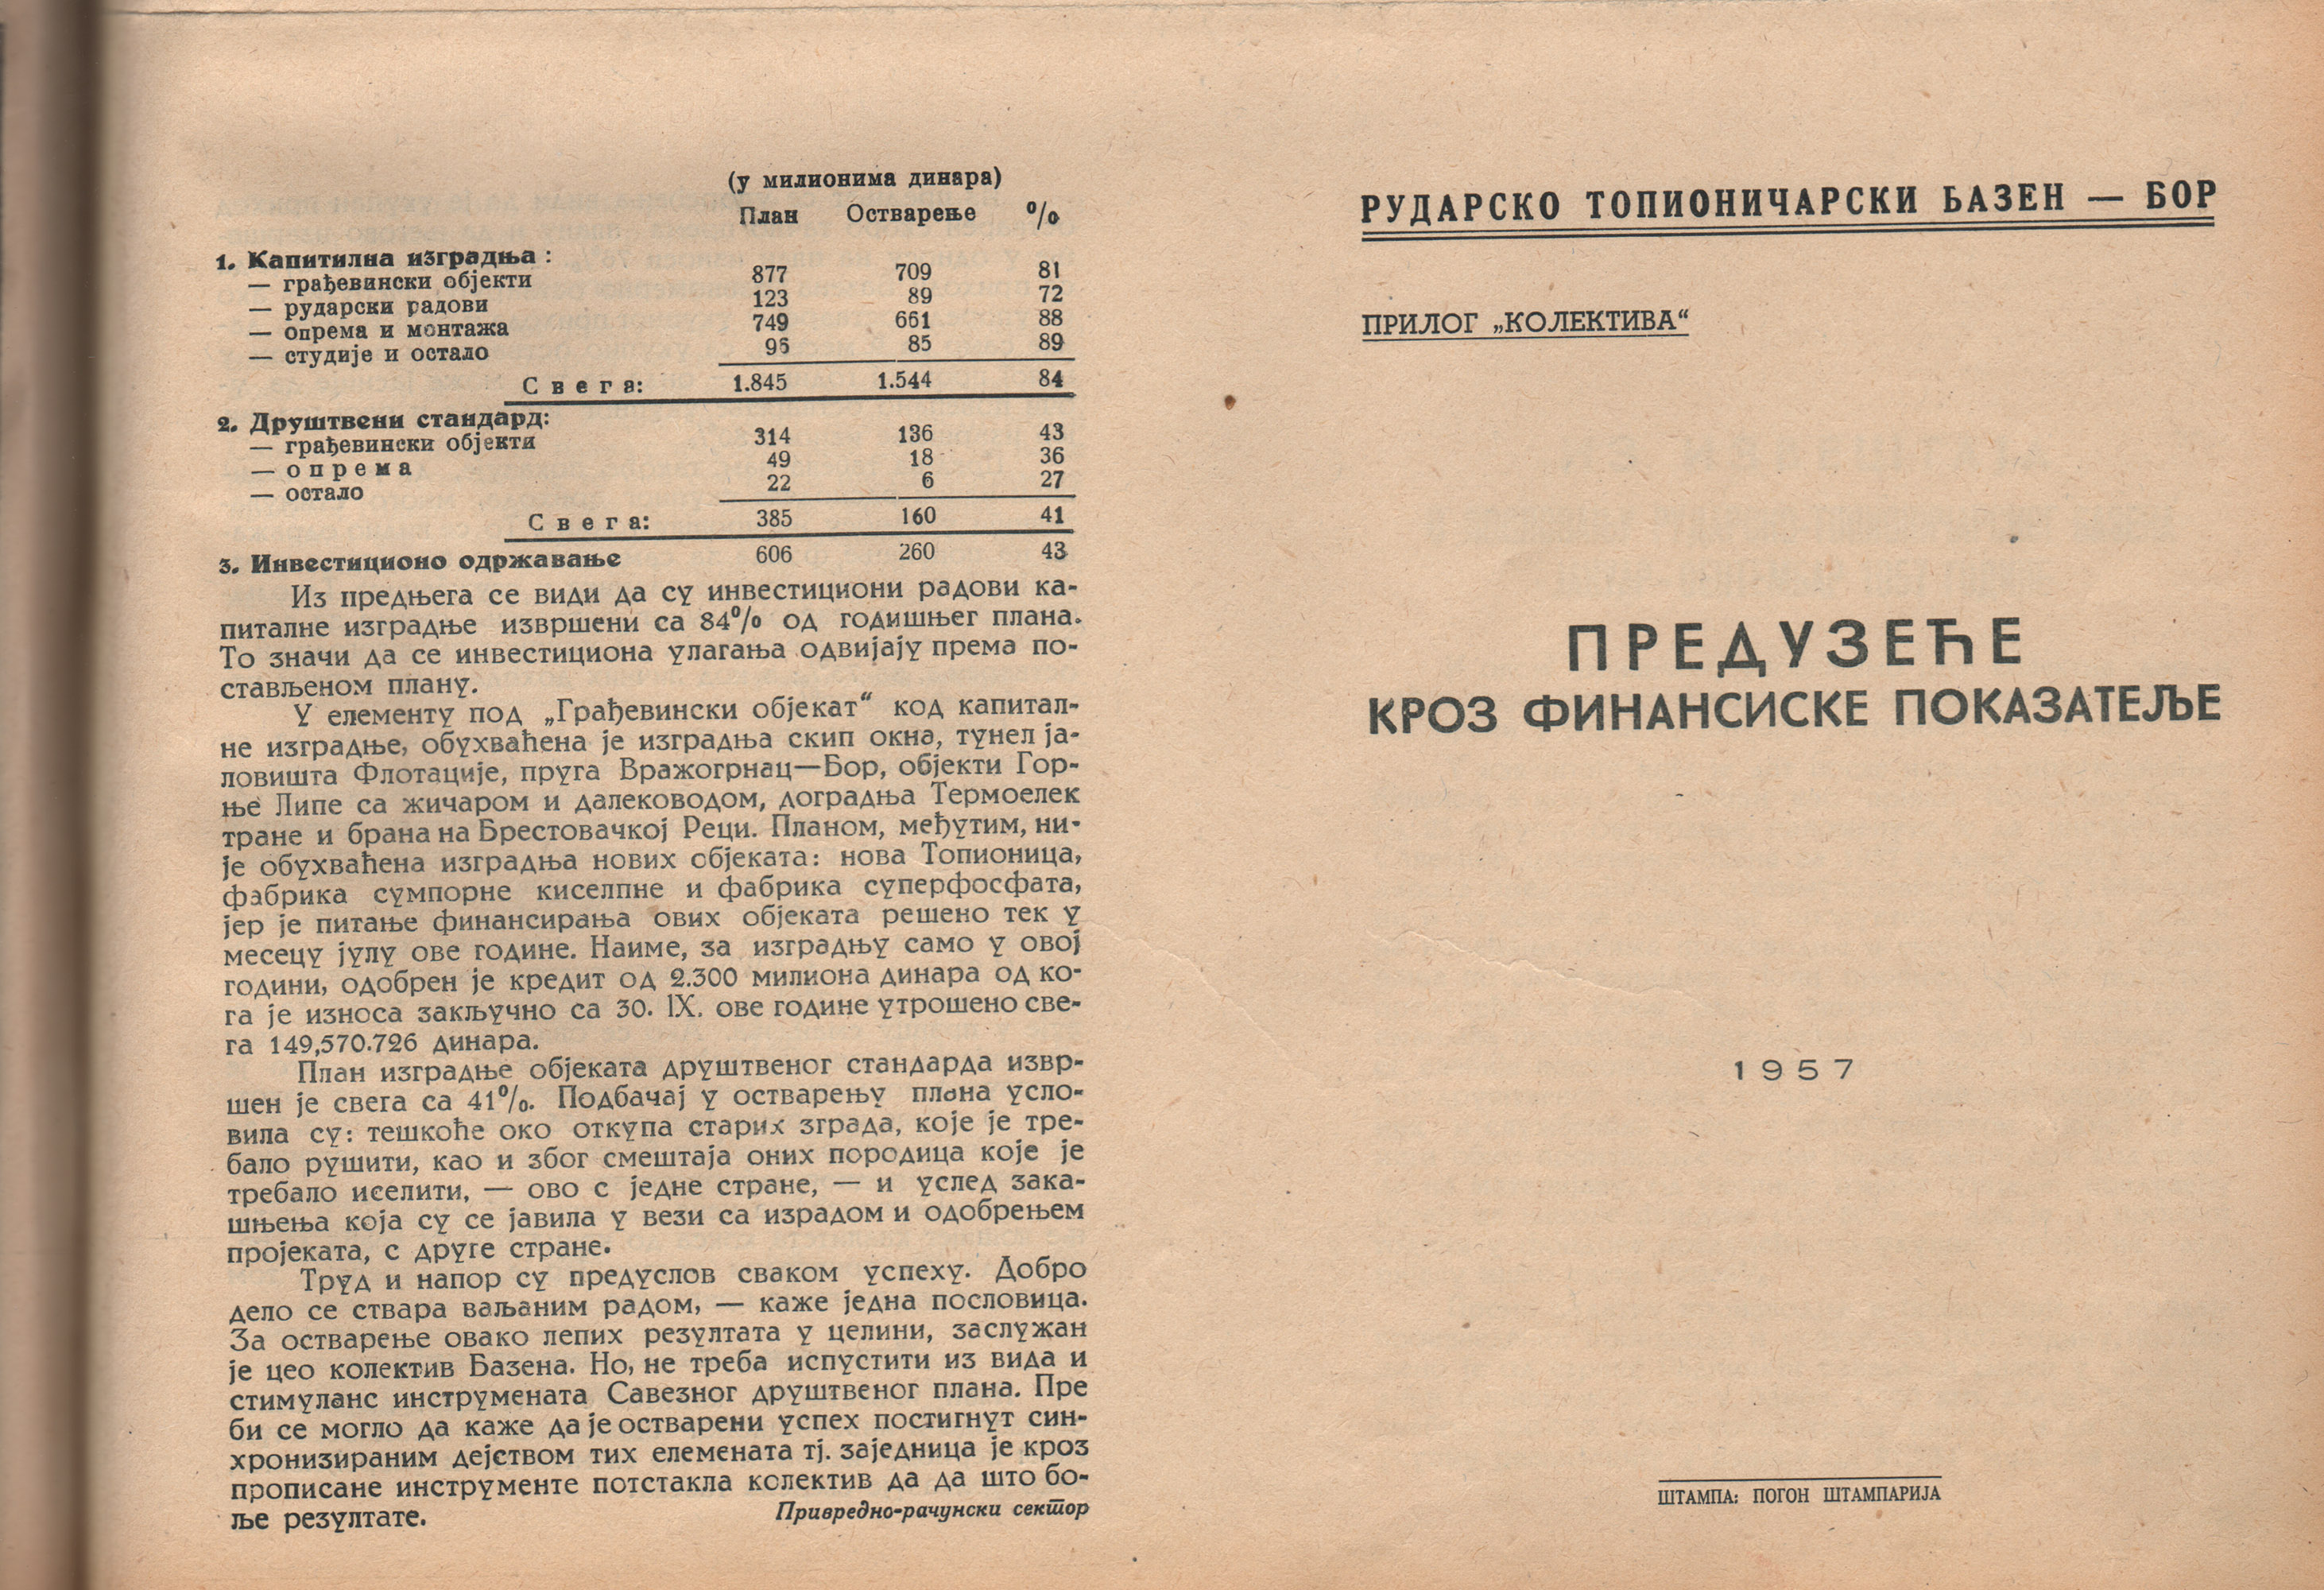 (у милионима динара)
План Остварење %
1. Капитилна изградња :
— грађевински објекти 877 709 81
— рударски радови 123 89 72
— опрема и монтажа 749 661 88
— студије и остало 96 85 89
Свега: 1.845 1.544 84
2. Друштвени стандард:
— грађевински објекти 314 136 43
— опрема 49 18 36
— остало 22 6 27
Свега: 385 160 41
3. Инвестиционо одржавање 606 260 43
Из предњега се види да су инвестициони радови ка-
питалне изградње извршени са 84% од годишњег плана.
То значи да се инвестициона улагања одвијају према по-
стављеном плану.
У елементу под „Грађевински објекат“ код капитал-
не изградње, обухваћена је изградња скип окна, тунел ја-
ловишта Флотације, пруга Вражогрнац—Бор, објекти Гор-
ње Липе са жичаром и далеководом, доградња Термоелек
тране и брана на Брестовачкој Реци. Планом, међутим, ни-
је обухваћена изградња нових објеката: нова Топионица,
фабрика сумпорне киселпне и фабрика суперфосфата,
јер је питање финансирања ових објеката решено тек у
месецу јулу ове године. Наиме, за изградњу само у овој
години, одобрен је кредит од 2.300 милиона динара од ко-
га је износа закључно са 30. IX. ове године утрошено све-
га 149,570.726 динара.
План изградње објеката друштвеног стандарда извр-
шен је свега са 41%. Подбачај у остварењу плана усло-
вила су: тешкоће око откупа старих зграда, које је тре-
бало рушити, као и због смештаја оних породица које је
требало иселити, — ово с једне стране, — и услед зака-
шњења која су се јавила у вези са израдом и одобрењем
пројеката, с друге стране.
Труд и напор су предуслов сваком успеху. Добро
дело се ствара ваљаним радом, — каже једна пословица.
За остварење овако лепих резултата у целини, заслужан
је цео колектив Базена. Но, не треба испустити из вида и
стимуланс инструмената Савезног друштвеног плана. Пре
би се могло да каже да је остварени успех постигнут син-
хронизираним дејством тих елемената тј. заједница је кроз
прописане инструменте потстакла колектив да да што бо-
ље резултате.
Привредно-рачунски сектор
РУДАРСКО ТОПИОНИЧАРСКИ БАЗЕН — БОР
ПРИЛОГ „КОЛЕКТИВА“
ПРЕДУЗЕЋЕ
КРОЗ ФИНАНСИСКЕ ПОКАЗАТЕЉЕ
1957
ШТАМПА: ПОГОН ШТАМПАРИЈА